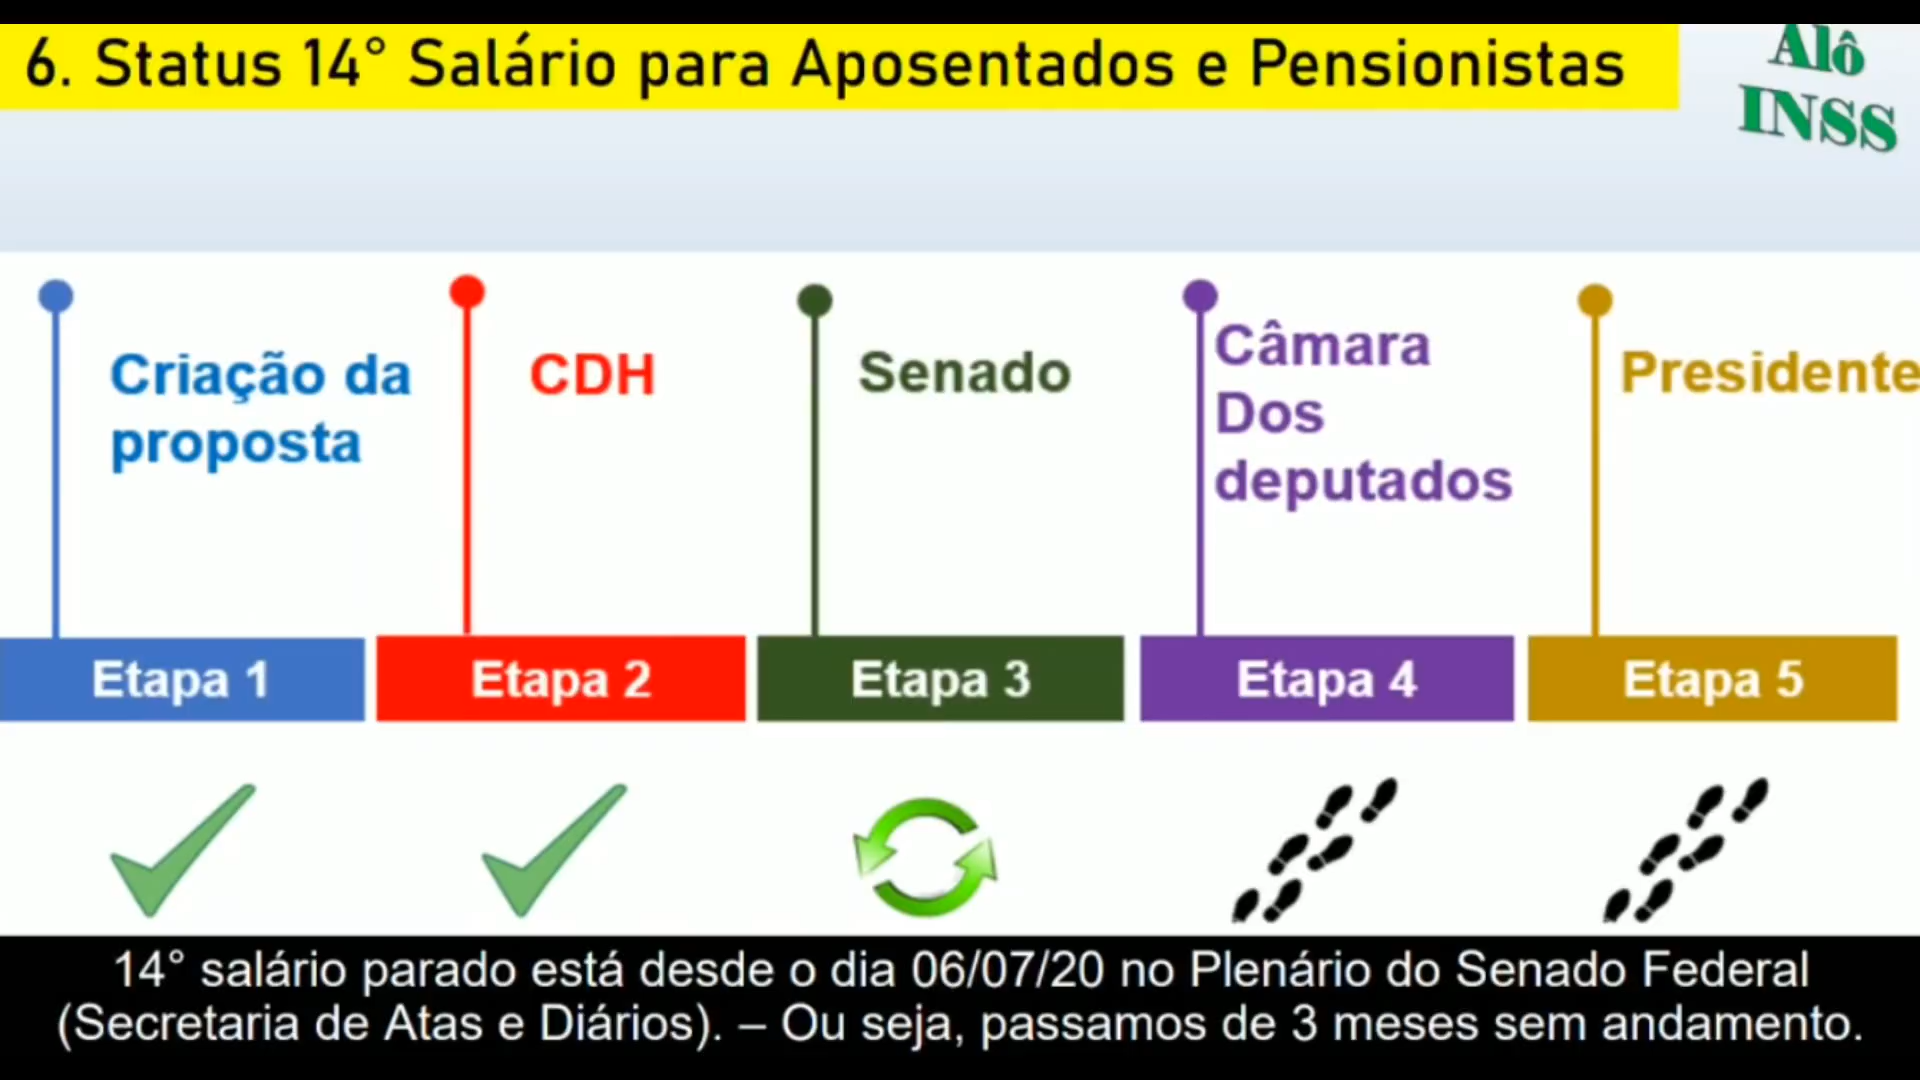 6. Status 14° Salário para Aposentados e Pensionistas
Alô
INSS
Criação da
proposta
CDH
Senado
Câmara
Dos
deputados
Presidente
Etapa 1
Etapa 2
Etapa 3
Etapa 4
Etapa 5
14° salário parado está desde o dia 06/07/20 no Plenário do Senado Federal
(Secretaria de Atas e Diários). – Ou seja, passamos de 3 meses sem andamento.